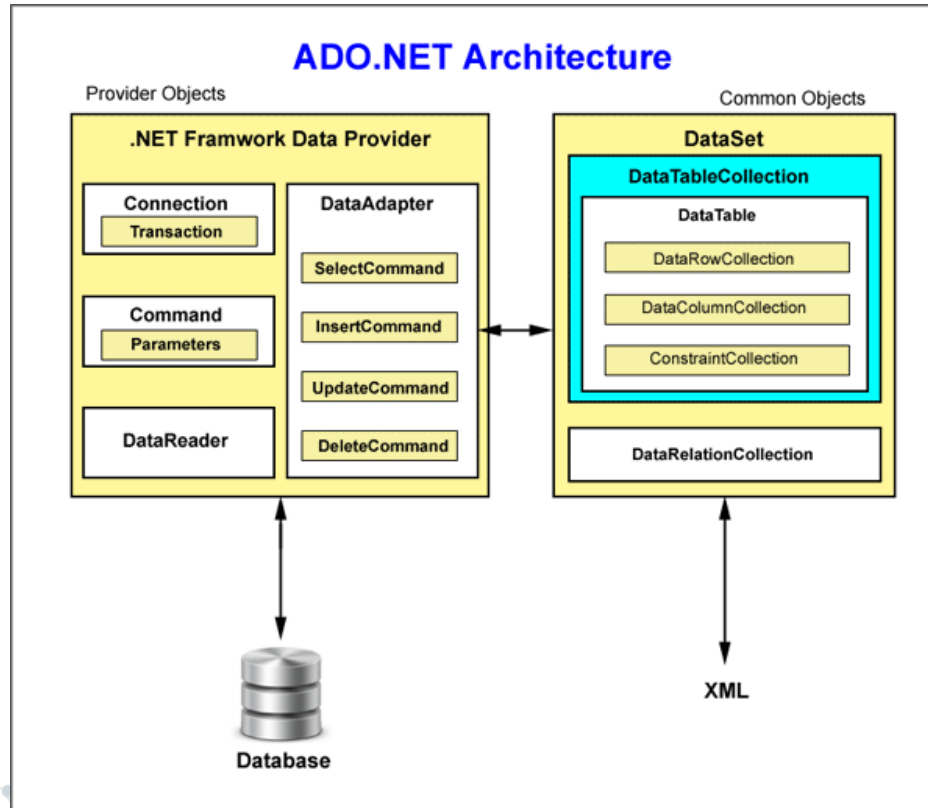 ADO.NET Architecture
Provider Objects
Common Objects
.NET Framwork Data Provider
Connection
Transaction
Command
Parameters
DataReader
DataAdapter
SelectCommand
InsertCommand
UpdateCommand
DeleteCommand
DataSet
DataTableCollection
DataTable
DataRowCollection
DataColumnCollection
ConstraintCollection
DataRelationCollection
Database
XML